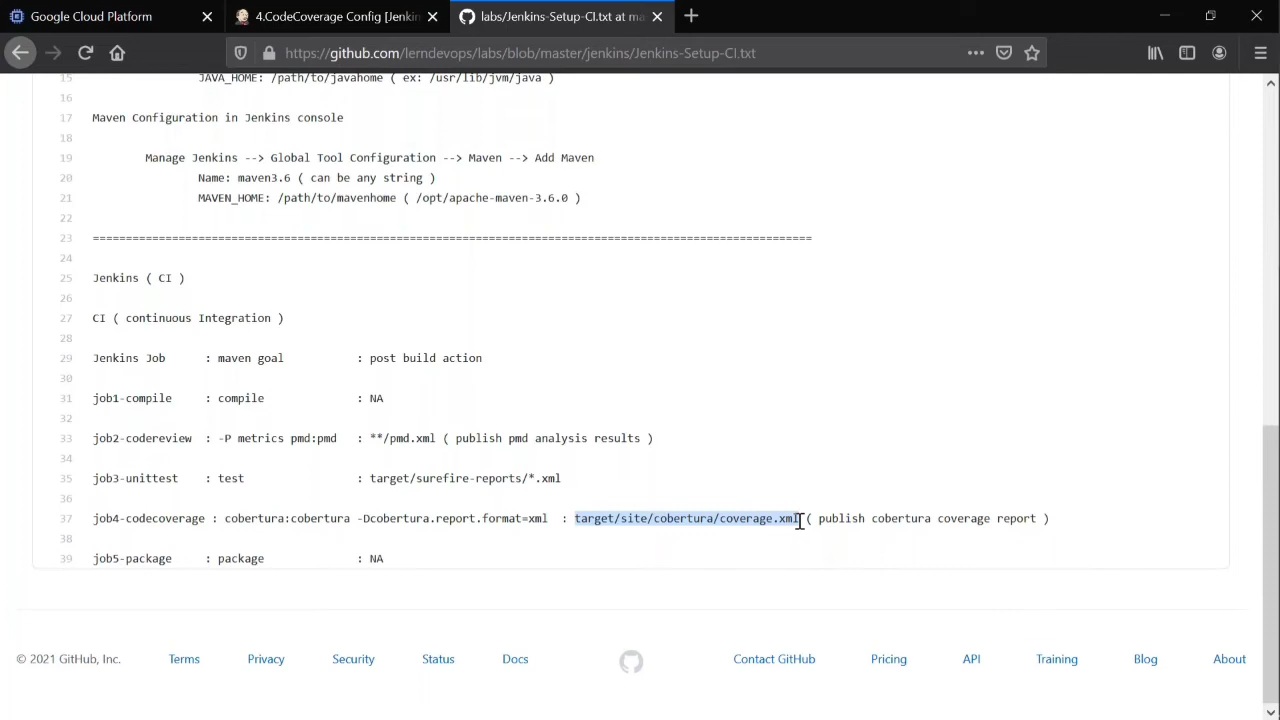 Google Cloud Platform
4.CodeCoverage Config [Jenkin
labs/Jenkins-Setup-CI.txt at ma
https://github.com/lerndevops/labs/blob/master/jenkins/Jenkins-Setup-CI.txt
15 JAVA_HOME: /path/to/javahome ( ex: /usr/lib/jvm/java )
16
17 Maven Configuration in Jenkins console
18
19 Manage Jenkins --> Global Tool Configuration --> Maven --> Add Maven
20 Name: maven3.6 ( can be any string )
21 MAVEN_HOME: /path/to/mavenhome ( /opt/apache-maven-3.6.0 )
22
23 =============================================================================================================
24
25 Jenkins ( CI )
26
27 CI ( continuous Integration )
28
29 Jenkins Job : maven goal : post build action
30
31 job1-compile : compile : NA
32
33 job2-codereview : -P metrics pmd:pmd : **/pmd.xml ( publish pmd analysis results )
34
35 job3-unittest : test : target/surefire-reports/*.xml
36
37 job4-codecoverage : cobertura:cobertura -Dcobertura.report.format=xml : target/site/cobertura/coverage.xml ( publish cobertura coverage report )
38
39 job5-package : package : NA
© 2021 GitHub, Inc. Terms Privacy Security Status Docs Contact GitHub Pricing API Training Blog About